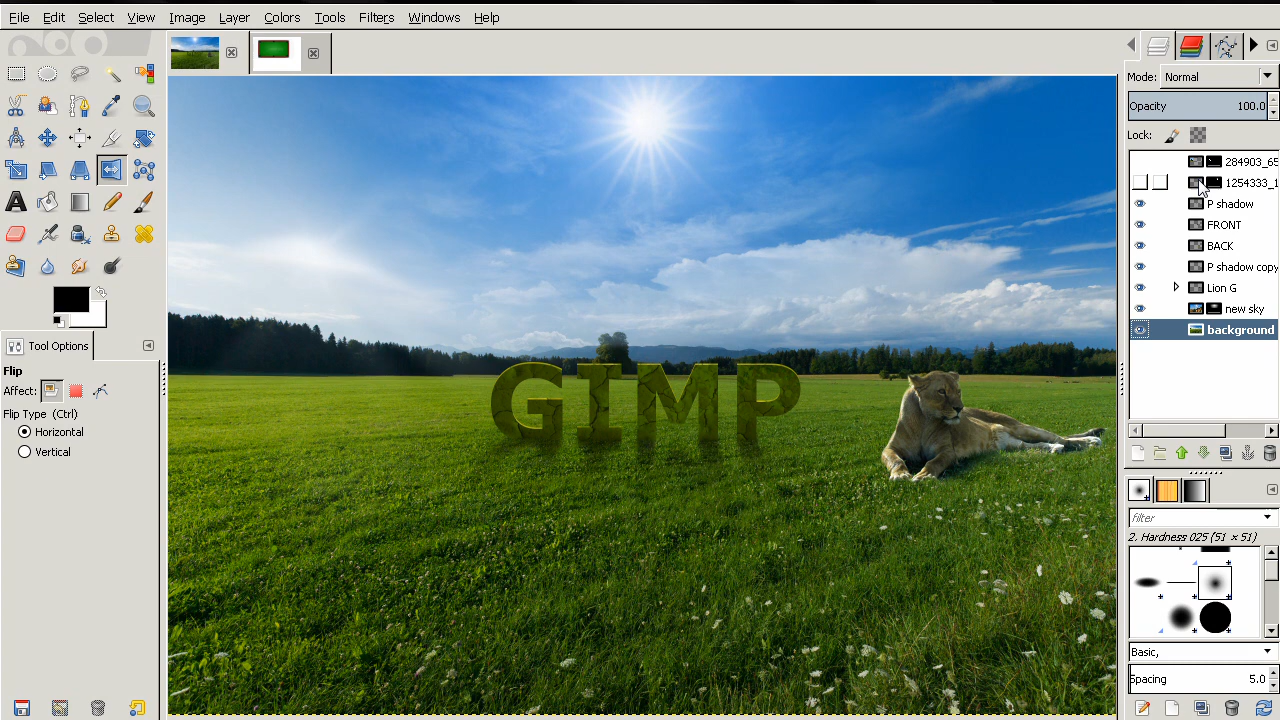 File Edit Select View Image Layer Colors Tools Filters Windows Help
Mode: Normal
Opacity 100.0
Lock:
284903_65
1254333_1
P shadow
FRONT
BACK
P shadow copy
Lion G
new sky
background
Tool Options
Flip
Affect:
Flip Type (Ctrl)
Horizontal
Vertical
GIMP
filter
2. Hardness 025 (51 × 51)
Basic,
Spacing 5.0